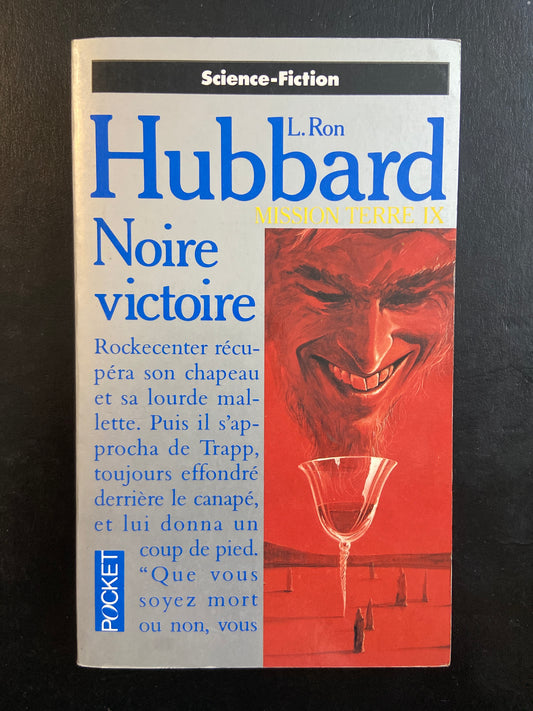 Science-Fiction
L. Ron
Hubbard
MISSION TERRE IX
Noire
victoire
Rockecenter récu-
péra son chapeau
et sa lourde mal-
lette. Puis il s'ap-
procha de Trapp,
toujours effondré
derrière le canapé,
et lui donna un
coup de pied.
“Que vous
soyez mort
ou non, vous
POCKET